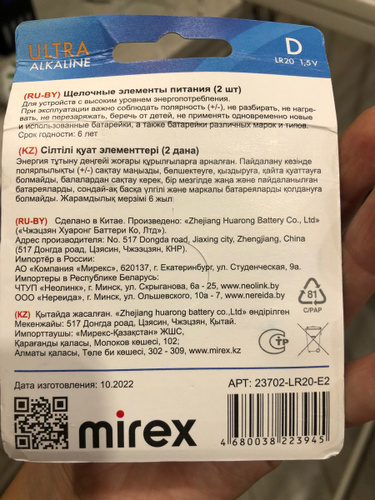 ULTRA
ALKALINE
D
LR20 1,5V
(RU-BY) Щелочные элементы питания (2 шт)
Для устройств с высоким уровнем энергопотребления.
При эксплуатации важно соблюдать полярность (+/-), не разбирать, не нагре-
вать, не перезаряжать, беречь от детей, не применять одновременно новые
и использованные батарейки, а также батарейки различных марок и типов.
Срок годности: 6 лет
(KZ) Сілтілі қуат элементтері (2 дана)
Энергия тұтыну деңгейі жоғары құрылғыларға арналған. Пайдалану кезінде
полярлылықты (+/-) сақтау маңызды, бөлшектеуге, қыздыруға, қайта қуаттауға
болмайды, балалардан сақтау керек, бір мезгілде жаңа және пайдаланылған
батареяларды, сондай-ақ басқа үлгілі және маркалы батареяларды қолдануға
болмайды. Жарамдылық мерзімі 6 жыл
(RU-BY) Сделано в Китае. Произведено: «Zhejiang Huarong Battery Co., Ltd»
(«Чжэцзян Хуаронг Баттери Ко, Лтд»).
Адрес производителя: No. 517 Dongda road, Jiaxing city, Zhengjiang, China
(517 Донгда роад, Цзясин, Чжэцзян, КНР).
Импортёр в России:
АО «Компания «Мирекс», 620137, г. Екатеринбург, ул. Студенческая, 9а.
Импортеры в Республике Беларусь:
ЧТУП «Неолинк», г. Минск, ул. Скрыганова, 6а - 25, www.neolink.by
ООО «Нереида», г. Минск, ул. Ольшевского, 10а - 7, www.nereida.by
81
C/PAP
(KZ) Қытайда жасалған. «Zhejiang huarong battery Co., Ltd» өндірілген
Мекенжайы: 517 Донгда роад, Цзясин, Чжэцзян, Қытай.
Импорттаушы: «Мирекс-Қазақстан» ЖШС,
Қарағанды қаласы, Молоков көшесі, 102;
Алматы қаласы, Төле би көшесі, 302 - 309, www.mirex.kz
Дата изготовления: 10.2022
АРТ: 23702-LR20-E2
mirex
4 680038 223945